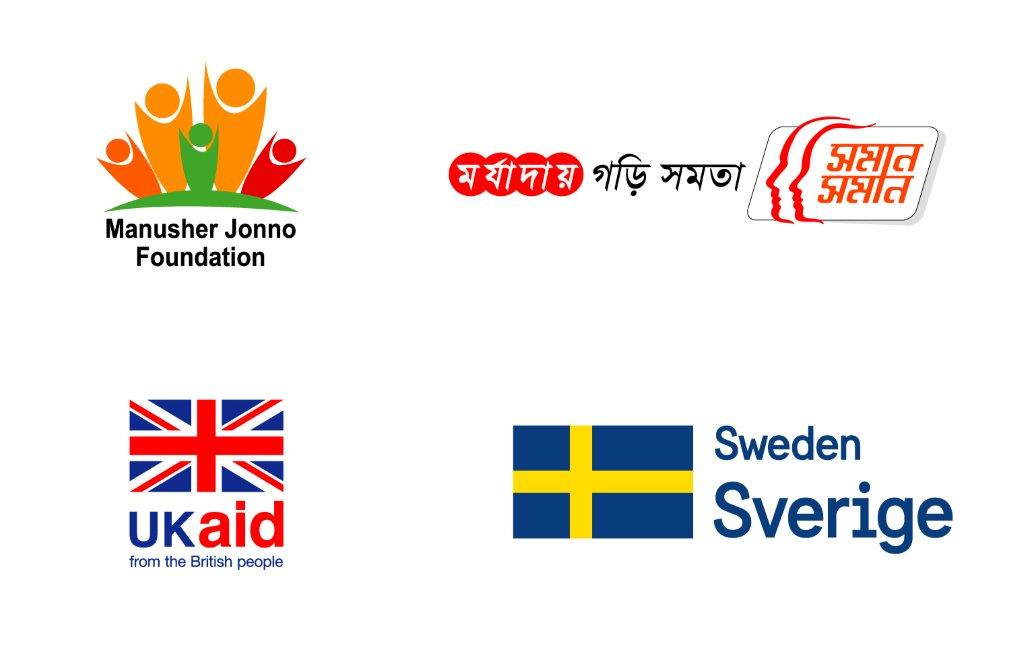 Manusher Jonno
Foundation
মর্যাদায় গড়ি সমতা
সমান
সমান
UKaid
from the British people
Sweden
Sverige